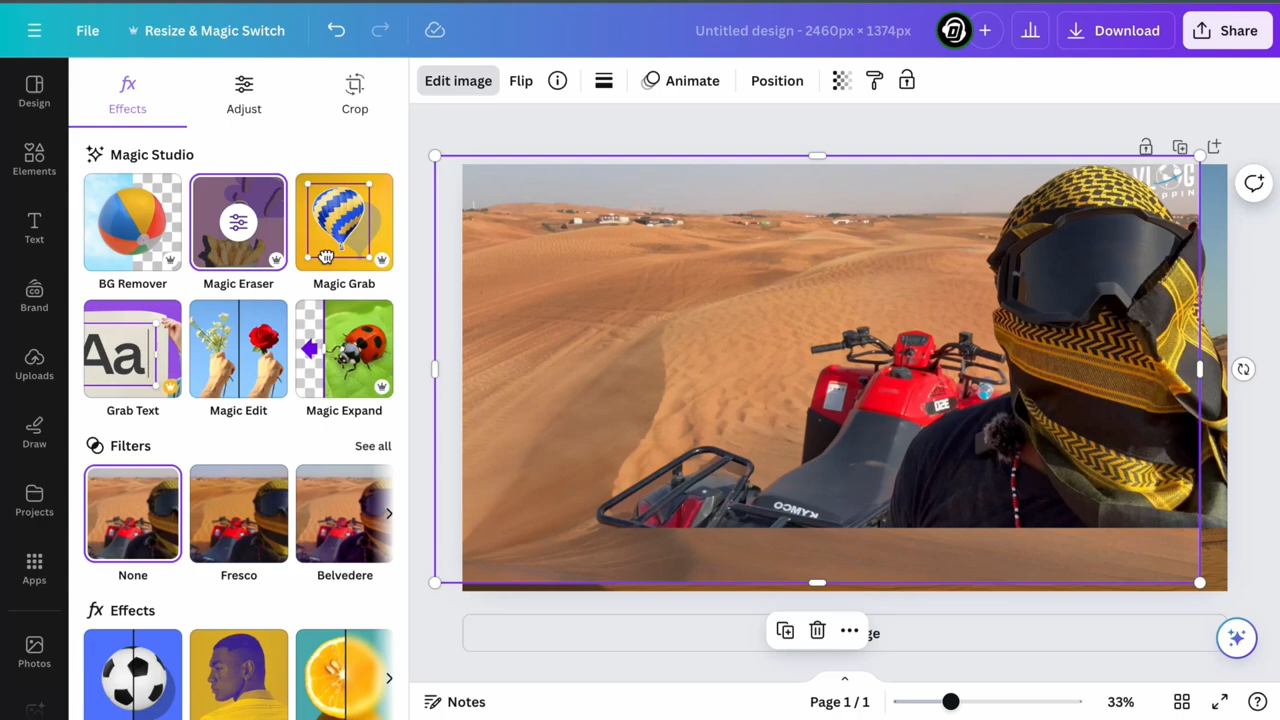 File
Resize & Magic Switch
Untitled design - 2460px × 1374px
Download
Share
Design
Elements
Text
Brand
Uploads
Draw
Projects
Apps
Photos
Effects
Adjust
Crop
Magic Studio
BG Remover
Magic Eraser
Magic Grab
Aa
Grab Text
Magic Edit
Magic Expand
Filters
See all
None
Fresco
Belvedere
fx Effects
Edit image
Flip
Animate
Position
VLOG
KYMCO
Notes
Page 1 / 1
33%